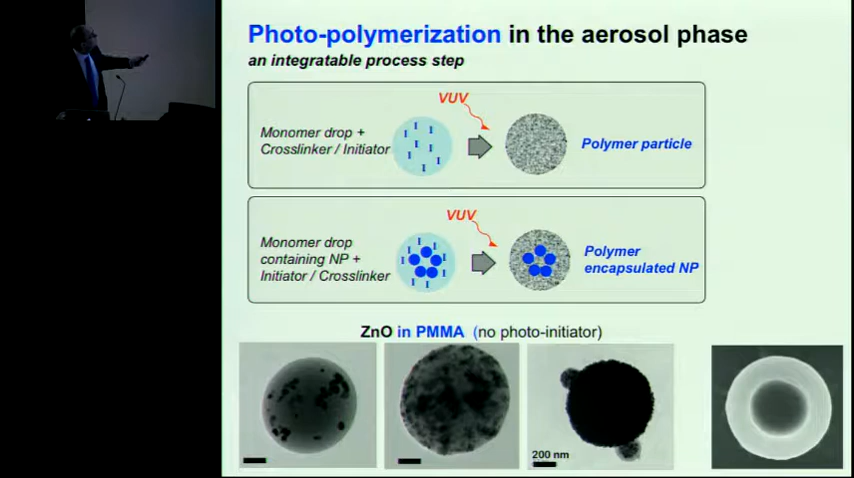 Photo-polymerization in the aerosol phase
an integratable process step
VUV
Monomer drop +
Crosslinker / Initiator
I I I I I I I I I
Polymer particle
VUV
Monomer drop
containing NP +
Initiator / Crosslinker
I I I I I I I
Polymer
encapsulated NP
ZnO in PMMA (no photo-initiator)
200 nm